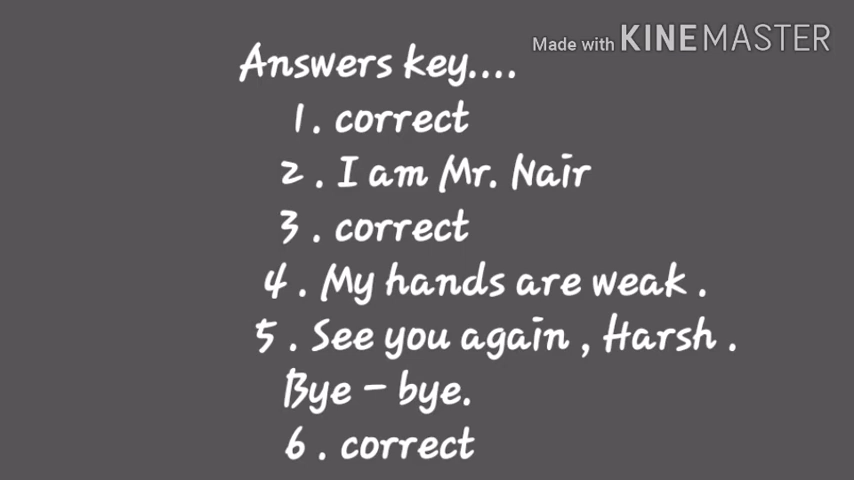 Made with KINEMASTER
Answers key....
1 . correct
2 . I am Mr. Nair
3 . correct
4 . My hands are weak .
5 . See you again , Harsh .
Bye - bye.
6 . correct